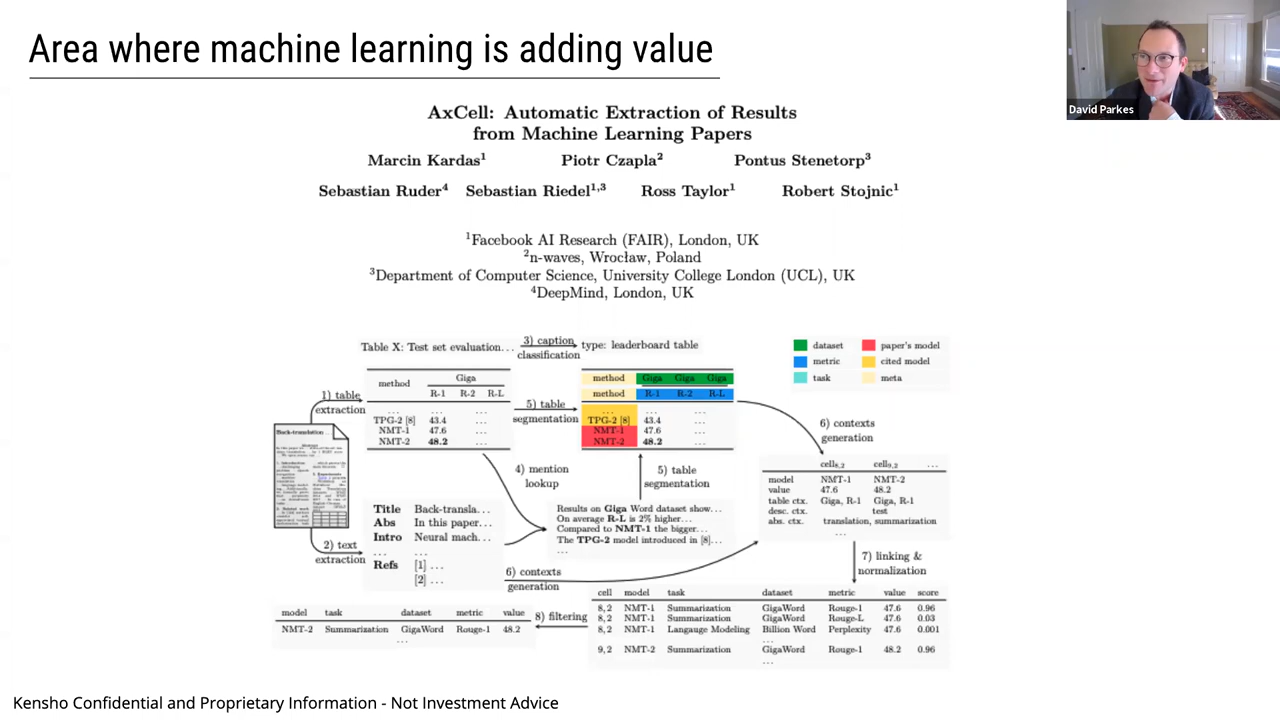 Area where machine learning is adding value
David Parkes
AxCell: Automatic Extraction of Results
from Machine Learning Papers
Marcin Kardas¹ Piotr Czapla² Pontus Stenetorp³
Sebastian Ruder⁴ Sebastian Riedel¹,³ Ross Taylor¹ Robert Stojnic¹
¹Facebook AI Research (FAIR), London, UK
²n-waves, Wrocław, Poland
³Department of Computer Science, University College London (UCL), UK
⁴DeepMind, London, UK
Table X: Test set evaluation...
3) caption
classification
type: leaderboard table
dataset paper's model
metric cited model
task meta
1) table
extraction
method Giga
R-1 R-2 R-L
... ... ...
TPG-2 [8] 43.4 ...
NMT-1 47.6 ...
NMT-2 48.2 ...
5) table
segmentation
method Giga Giga Giga
method R-1 R-2 R-L
... ... ...
TPG-2 [8] 43.4 ...
NMT-1 47.6 ...
NMT-2 48.2 ...
6) contexts
generation
Back-translation
4) mention
lookup
5) table
segmentation
cell8,2 cell9,2 ...
model NMT-1 NMT-2
value 47.6 48.2
table ctx. Giga, R-1 Giga, R-1
desc. ctx. test
abs. ctx. translation, summarization
...
2) text
extraction
Title Back-transla...
Abs In this paper...
Intro Neural mach...
... ...
Refs [1] ...
[2] ...
Results on Giga Word dataset show...
On average R-L is 2% higher...
Compared to NMT-1 the bigger...
The TPG-2 model introduced in [8]...
...
6) contexts
generation
7) linking &
normalization
cell model task dataset metric value score
8,2 NMT-1 Summarization GigaWord Rouge-1 47.6 0.96
8,2 NMT-1 Summarization GigaWord Rouge-L 47.6 0.03
8,2 NMT-1 Langauge Modeling Billion Word Perplexity 47.6 0.001
...
9,2 NMT-2 Summarization GigaWord Rouge-1 48.2 0.96
...
8) filtering
model task dataset metric value
NMT-2 Summarization GigaWord Rouge-1 48.2
...
Kensho Confidential and Proprietary Information - Not Investment Advice